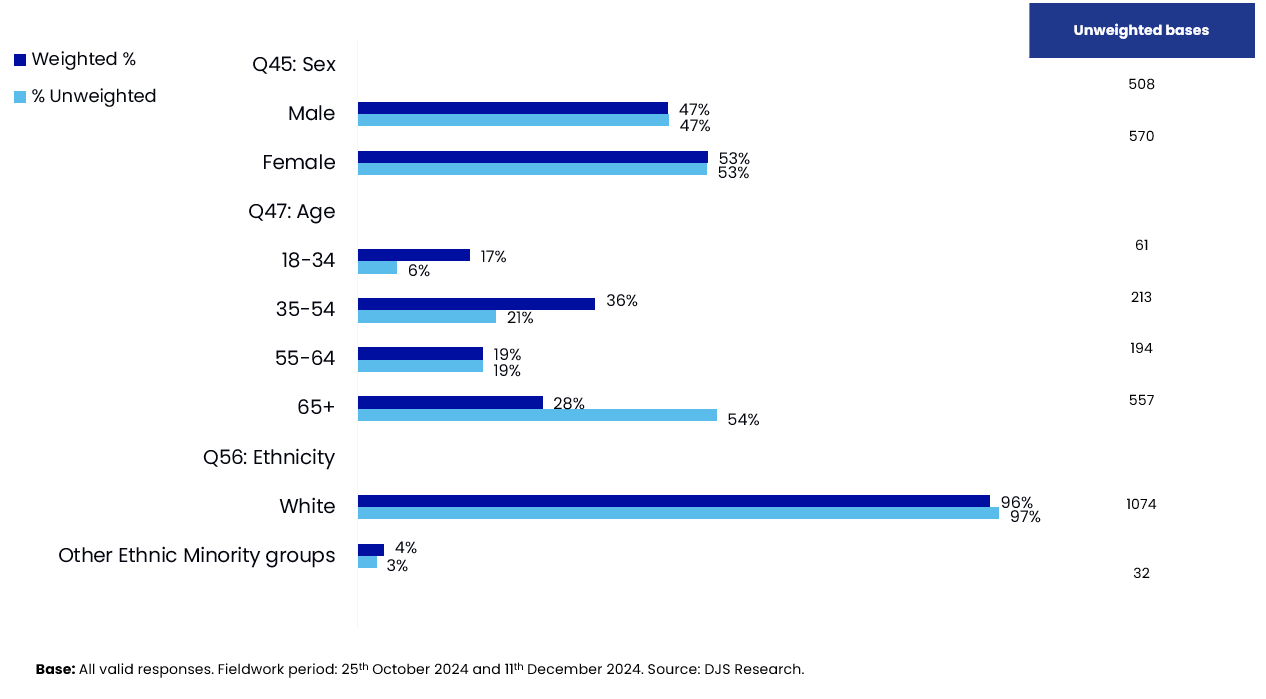 Unweighted bases
Weighted %
% Unweighted
Q45: Sex
Male
47%
47%
508
Female
53%
53%
570
Q47: Age
18-34
17%
6%
61
35-54
36%
21%
213
55-64
19%
19%
194
65+
28%
54%
557
Q56: Ethnicity
White
96%
97%
1074
Other Ethnic Minority groups
4%
3%
32
Base: All valid responses. Fieldwork period: 25th October 2024 and 11th December 2024. Source: DJS Research.